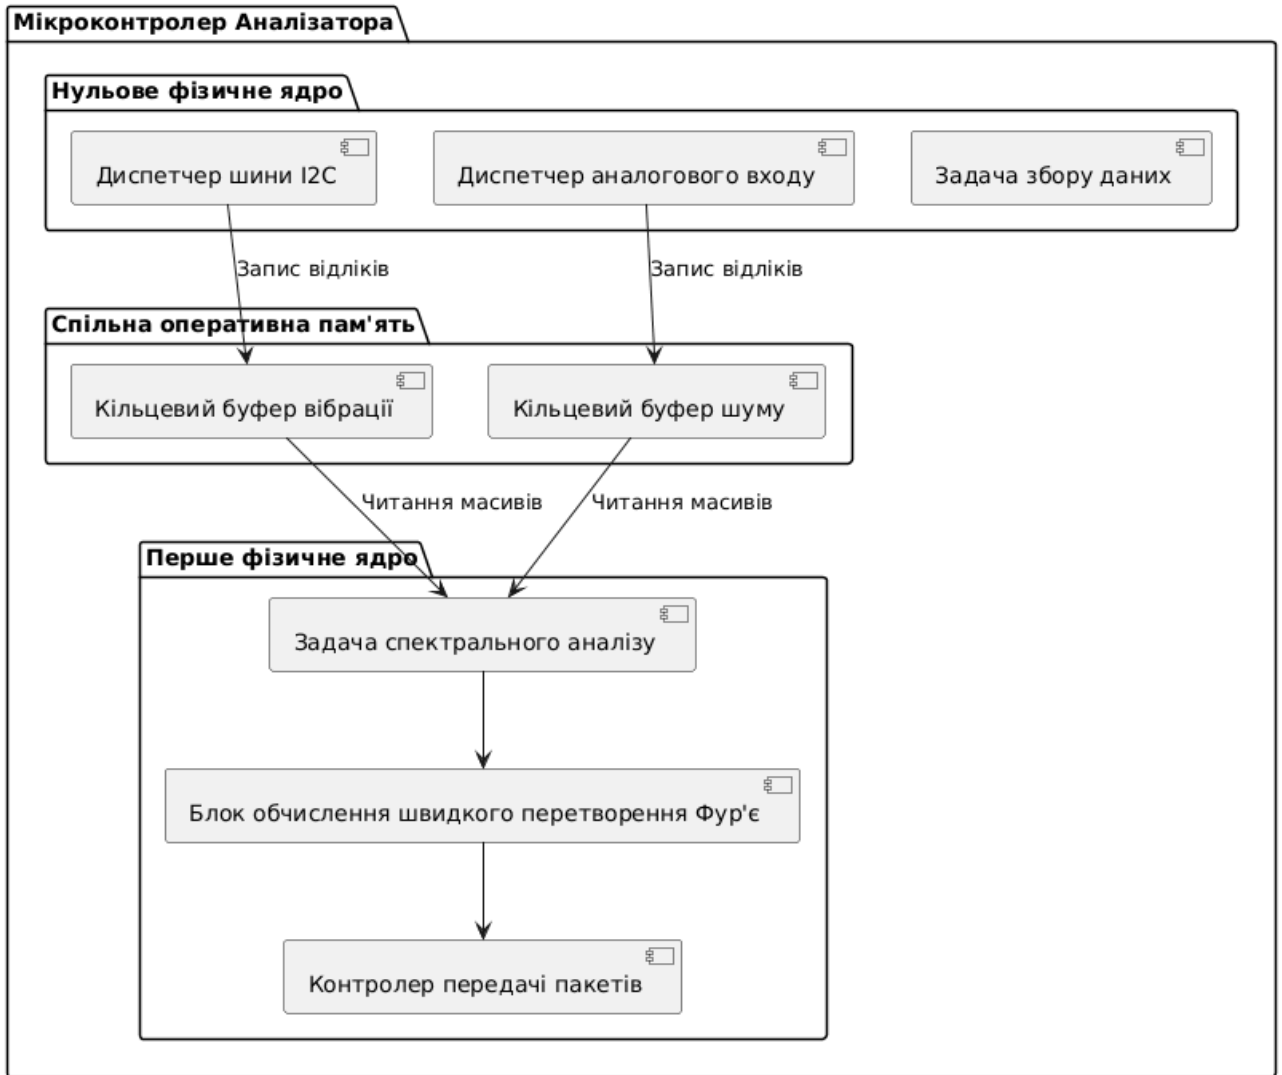 Мікроконтролер Аналізатора
Нульове фізичне ядро
Диспетчер шини I2C
Диспетчер аналогового входу
Задача збору даних
Запис відліків
Запис відліків
Спільна оперативна пам'ять
Кільцевий буфер вібрації
Кільцевий буфер шуму
Читання масивів
Читання масивів
Перше фізичне ядро
Задача спектрального аналізу
Блок обчислення швидкого перетворення Фур'є
Контролер передачі пакетів